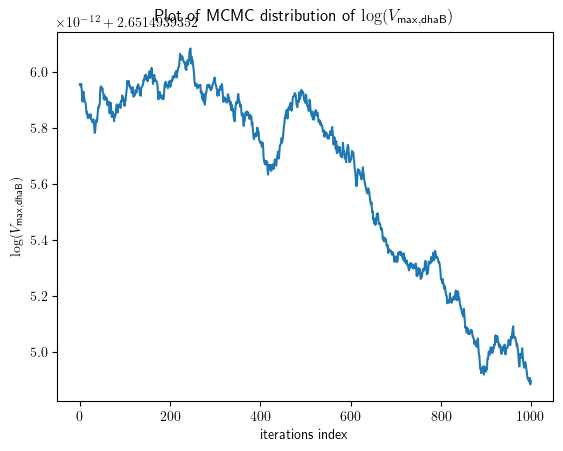 Plot of MCMC distribution of log(V_max,dhaB)
×10^−12 + 2.6514939352
6.0
5.8
5.6
5.4
5.2
5.0
log(V_max,dhaB)
0 200 400 600 800 1000
iterations index